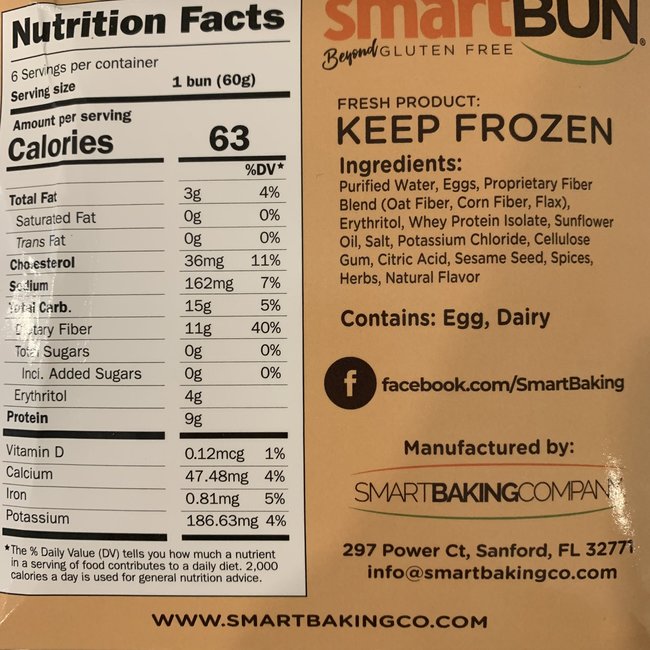 Nutrition Facts
6 Servings per container
Serving size 1 bun (60g)
Amount per serving
Calories 63
%DV*
Total Fat 3g 4%
Saturated Fat 0g 0%
Trans Fat 0g 0%
Cholesterol 36mg 11%
Sodium 162mg 7%
Total Carb. 15g 5%
Dietary Fiber 11g 40%
Total Sugars 0g 0%
Incl. Added Sugars 0g 0%
Erythritol 4g
Protein 9g
Vitamin D 0.12mcg 1%
Calcium 47.48mg 4%
Iron 0.81mg 5%
Potassium 186.63mg 4%
*The % Daily Value (DV) tells you how much a nutrient
in a serving of food contributes to a daily diet. 2,000
calories a day is used for general nutrition advice.
smartBUN®
Beyond GLUTEN FREE
FRESH PRODUCT:
KEEP FROZEN
Ingredients:
Purified Water, Eggs, Proprietary Fiber
Blend (Oat Fiber, Corn Fiber, Flax),
Erythritol, Whey Protein Isolate, Sunflower
Oil, Salt, Potassium Chloride, Cellulose
Gum, Citric Acid, Sesame Seed, Spices,
Herbs, Natural Flavor
Contains: Egg, Dairy
f facebook.com/SmartBaking
Manufactured by:
SMARTBAKINGCOMPANY
297 Power Ct, Sanford, FL 32771
info@smartbakingco.com
WWW.SMARTBAKINGCO.COM